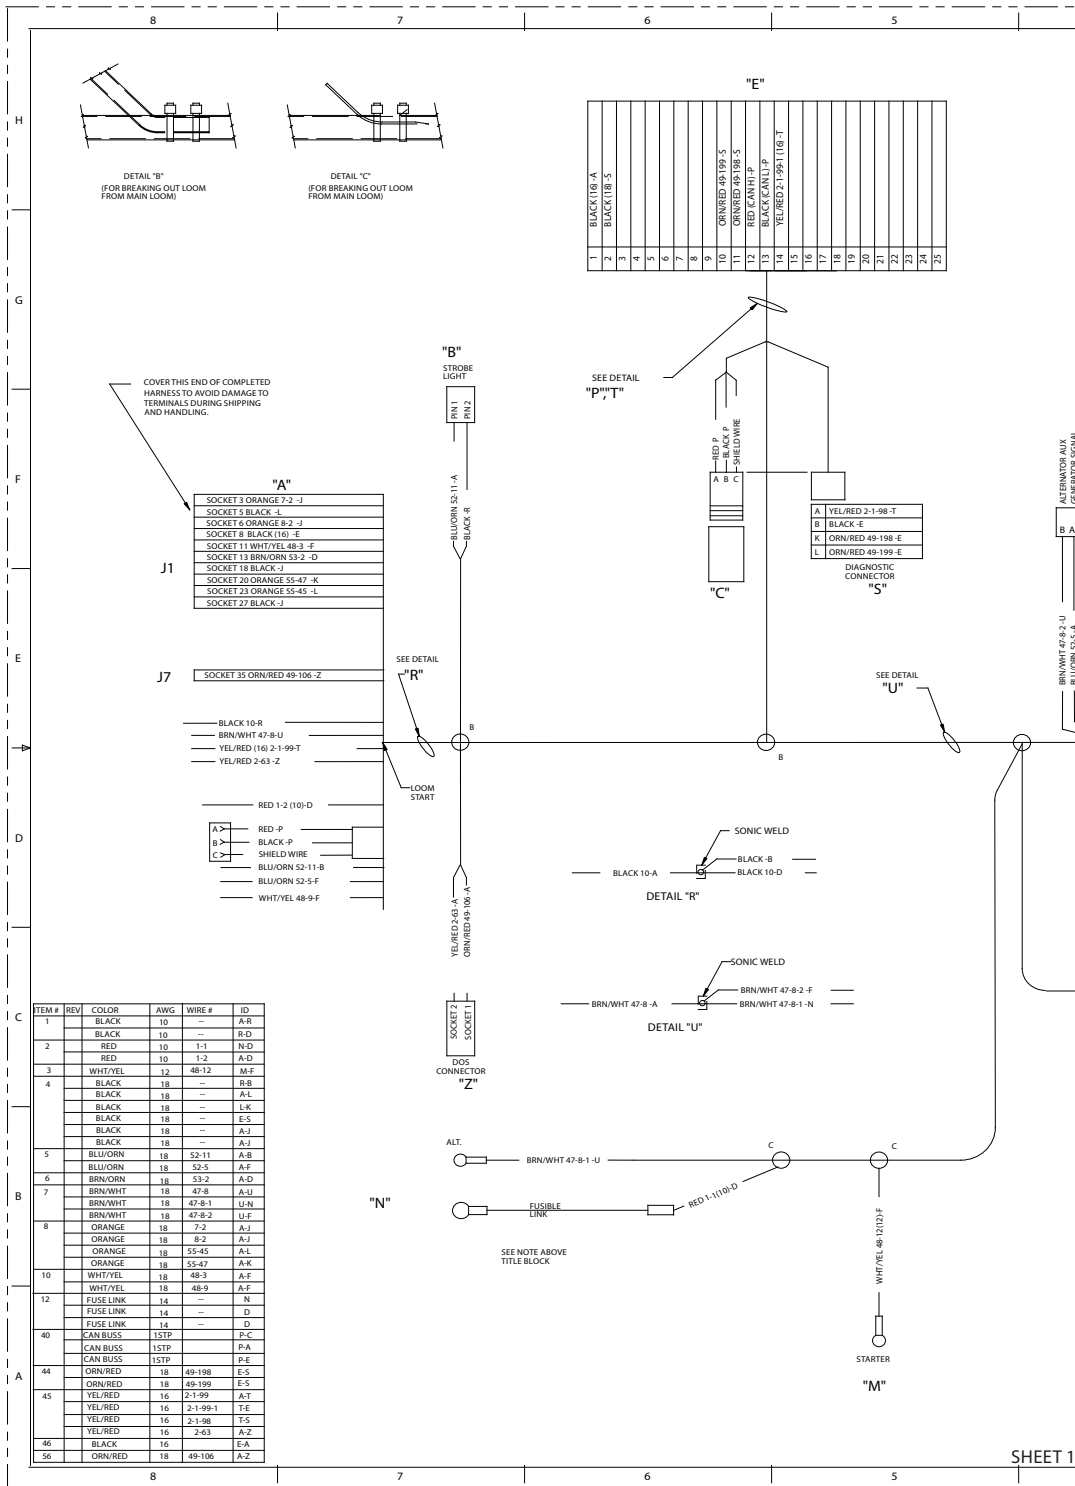 8 7 6 5
H
G
F
E
D
C
B
A
DETAIL "B"
(FOR BREAKING OUT LOOM
FROM MAIN LOOM)
DETAIL "C"
(FOR BREAKING OUT LOOM
FROM MAIN LOOM)
"E"
1 BLACK (16) -A
2 BLACK (18) -S
3
4
5
6
7
8
9
10 ORN/RED 49-199 -S
11 ORN/RED 49-198 -S
12 RED (CAN H) -P
13 BLACK (CAN L) -P
14 YEL/RED 2-1-99-1 (16) -T
15
16
17
18
19
20
21
22
23
24
25
SEE DETAIL
"P""T"
COVER THIS END OF COMPLETED
HARNESS TO AVOID DAMAGE TO
TERMINALS DURING SHIPPING
AND HANDLING.
"B"
STROBE
LIGHT
PIN 1
PIN 2
BLU/ORN 52-11 -A
BLACK -R
"A"
J1
SOCKET 3 ORANGE 7-2 -J
SOCKET 5 BLACK -L
SOCKET 6 ORANGE 8-2 -J
SOCKET 8 BLACK (16) -E
SOCKET 11 WHT/YEL 48-3 -F
SOCKET 13 BRN/ORN 53-2 -D
SOCKET 18 BLACK -J
SOCKET 20 ORANGE 55-47 -K
SOCKET 23 ORANGE 55-45 -L
SOCKET 27 BLACK -J
J7
SOCKET 35 ORN/RED 49-106 -Z
RED P
BLACK P
SHIELD WIRE
A B C
"C"
A YEL/RED 2-1-98 -T
B BLACK -E
K ORN/RED 49-198 -E
L ORN/RED 49-199 -E
DIAGNOSTIC
CONNECTOR
"S"
ALTERNATOR AUX
GENERATOR SIGNAL
B A
BRN/WHT 47-8-2 -U
BLU/ORN 52-5 -A
SEE DETAIL
"R"
SEE DETAIL
"U"
BLACK 10-R
BRN/WHT 47-8-U
YEL/RED (16) 2-1-99-T
YEL/RED 2-63 -Z
B
B
LOOM
START
RED 1-2 (10)-D
A RED -P
B BLACK -P
C SHIELD WIRE
BLU/ORN 52-11-B
BLU/ORN 52-5-F
WHT/YEL 48-9-F
YEL/RED 2-63 -A
ORN/RED 49-106 -A
SOCKET 2
SOCKET 1
DOS
CONNECTOR
"Z"
SONIC WELD
BLACK -B
BLACK 10-A
BLACK 10-D
DETAIL "R"
SONIC WELD
BRN/WHT 47-8-2 -F
BRN/WHT 47-8 -A
BRN/WHT 47-8-1 -N
DETAIL "U"
ITEM # REV COLOR AWG WIRE # ID
1 BLACK 10 -- A-R
BLACK 10 -- R-D
2 RED 10 1-1 N-D
RED 10 1-2 A-D
3 WHT/YEL 12 48-12 M-F
4 BLACK 18 -- R-B
BLACK 18 -- A-L
BLACK 18 -- L-K
BLACK 18 -- E-S
BLACK 18 -- A-J
BLACK 18 -- A-J
5 BLU/ORN 18 52-11 A-B
BLU/ORN 18 52-5 A-F
6 BRN/ORN 18 53-2 A-D
7 BRN/WHT 18 47-8 A-U
BRN/WHT 18 47-8-1 U-N
BRN/WHT 18 47-8-2 U-F
8 ORANGE 18 7-2 A-J
ORANGE 18 8-2 A-J
ORANGE 18 55-45 A-L
ORANGE 18 55-47 A-K
10 WHT/YEL 18 48-3 A-F
WHT/YEL 18 48-9 A-F
12 FUSE LINK 14 -- N
FUSE LINK 14 -- D
FUSE LINK 14 -- D
40 CAN BUSS 1STP P-C
CAN BUSS 1STP P-A
CAN BUSS 1STP P-E
44 ORN/RED 18 49-198 E-S
ORN/RED 18 49-199 E-S
45 YEL/RED 16 2-1-99 A-T
YEL/RED 16 2-1-99-1 T-E
YEL/RED 16 2-1-98 T-S
YEL/RED 16 2-63 A-Z
46 BLACK 16 E-A
56 ORN/RED 18 49-106 A-Z
ALT.
BRN/WHT 47-8-1 -U
C
C
"N"
FUSIBLE
LINK
RED 1-1(10)-D
SEE NOTE ABOVE
TITLE BLOCK
WHT/YEL 48-12(12)-F
STARTER
"M"
SHEET 1
8 7 6 5